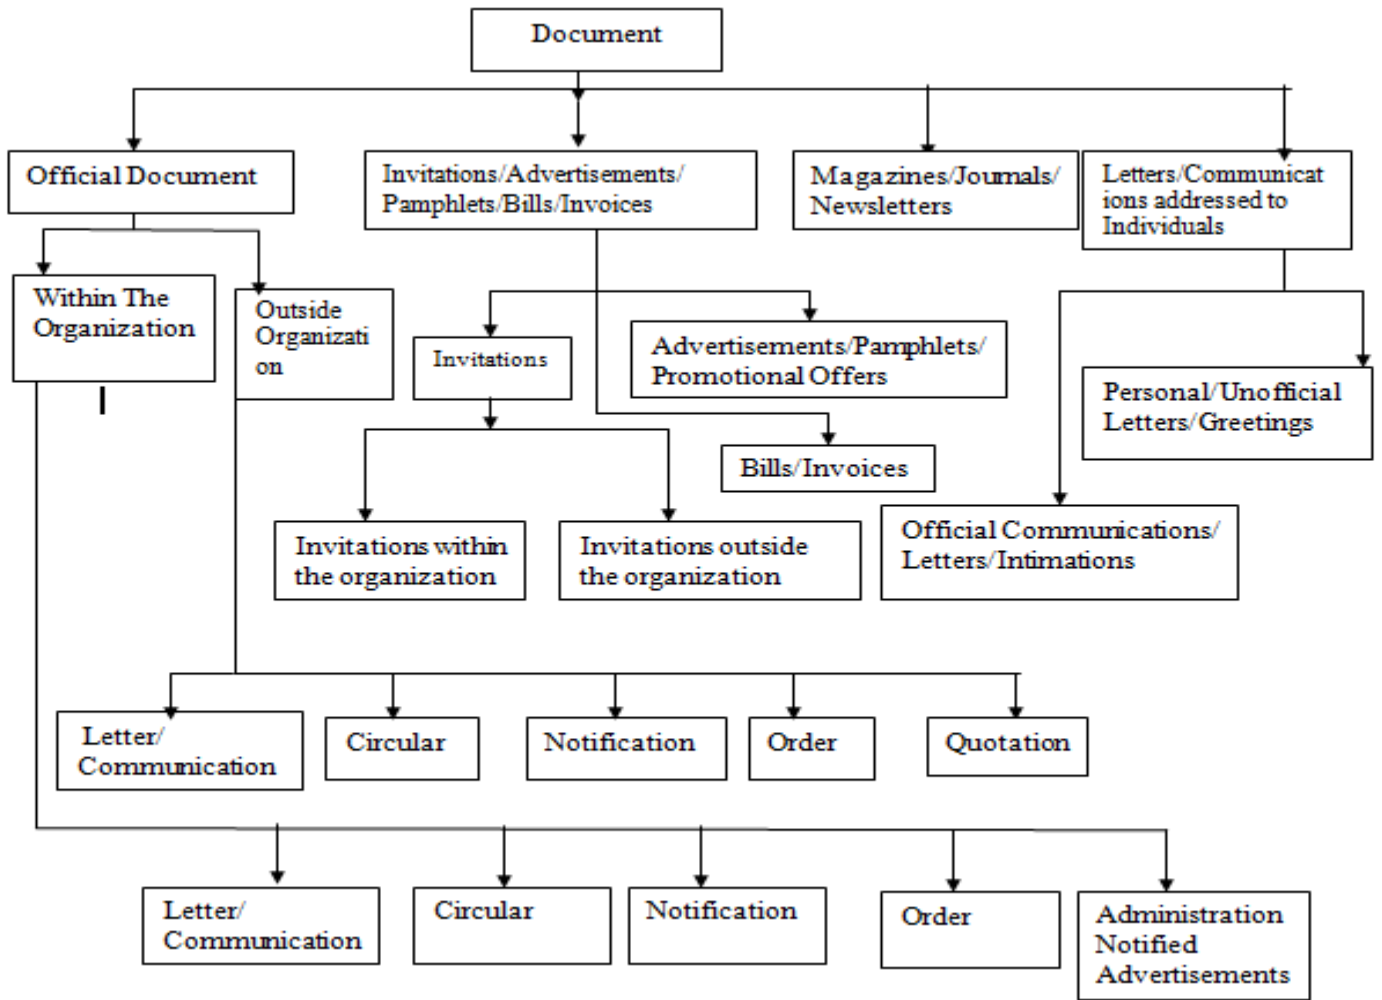 Document
Official Document
Invitations/Advertisements/
Pamphlets/Bills/Invoices
Magazines/Journals/
Newsletters
Letters/Communicat
ions addressed to
Individuals
Within The
Organization
Outside
Organizati
on
Invitations
Advertisements/Pamphlets/
Promotional Offers
Personal/Unofficial
Letters/Greetings
Bills/Invoices
Invitations within
the organization
Invitations outside
the organization
Official Communications/
Letters/Intimations
Letter/
Communication
Circular
Notification
Order
Quotation
Letter/
Communication
Circular
Notification
Order
Administration
Notified
Advertisements